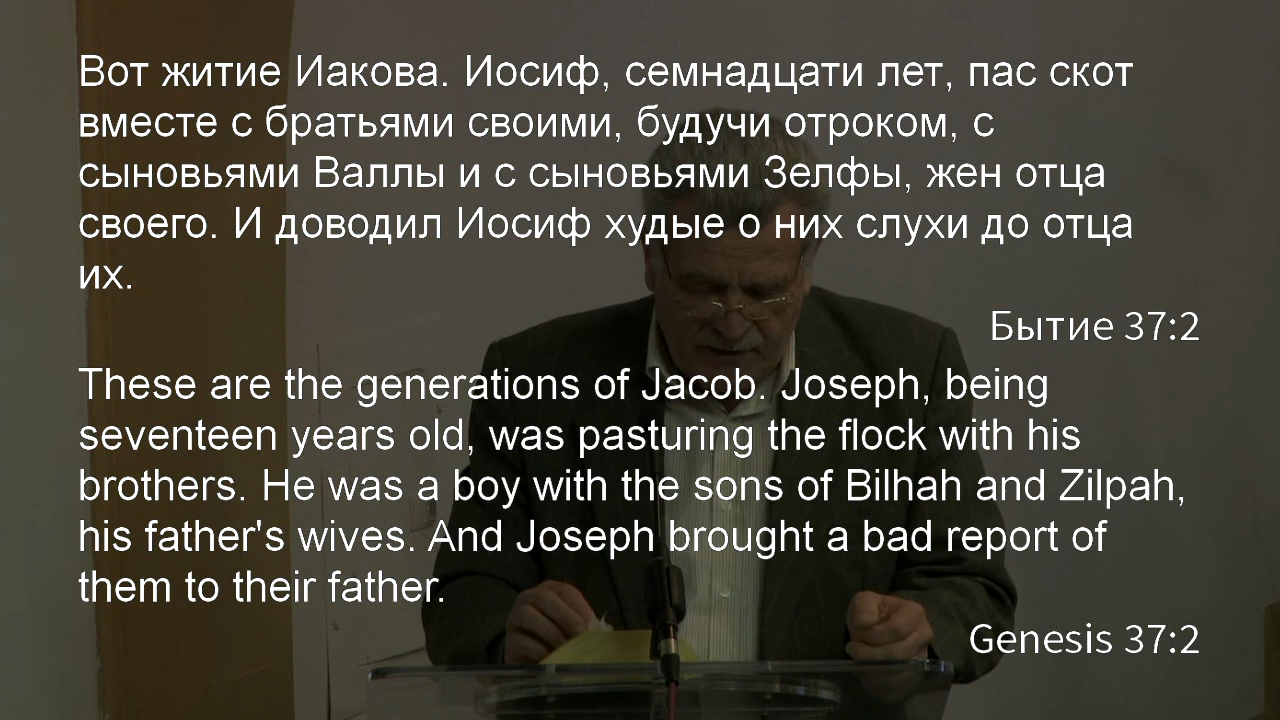 Вот житие Иакова. Иосиф, семнадцати лет, пас скот
вместе с братьями своими, будучи отроком, с
сыновьями Валлы и с сыновьями Зелфы, жен отца
своего. И доводил Иосиф худые о них слухи до отца
их.
Бытие 37:2
These are the generations of Jacob. Joseph, being
seventeen years old, was pasturing the flock with his
brothers. He was a boy with the sons of Bilhah and Zilpah,
his father's wives. And Joseph brought a bad report of
them to their father.
Genesis 37:2